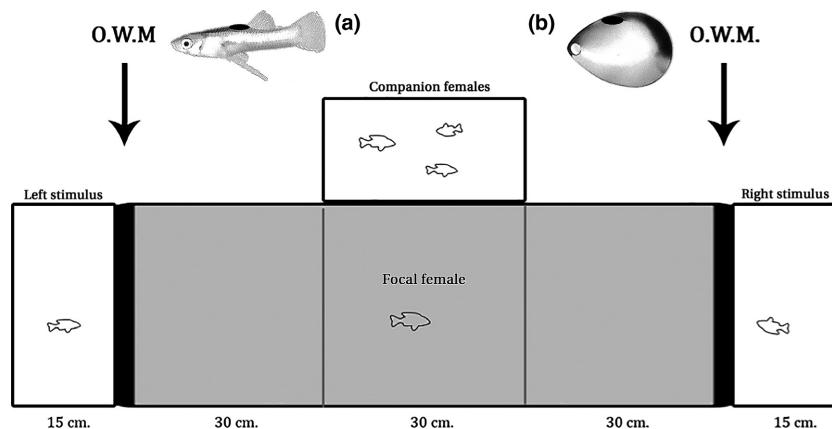 O.W.M
(a)
(b)
O.W.M.
Companion females
Left stimulus
Right stimulus
Focal female
15 cm.
30 cm.
30 cm.
30 cm.
15 cm.